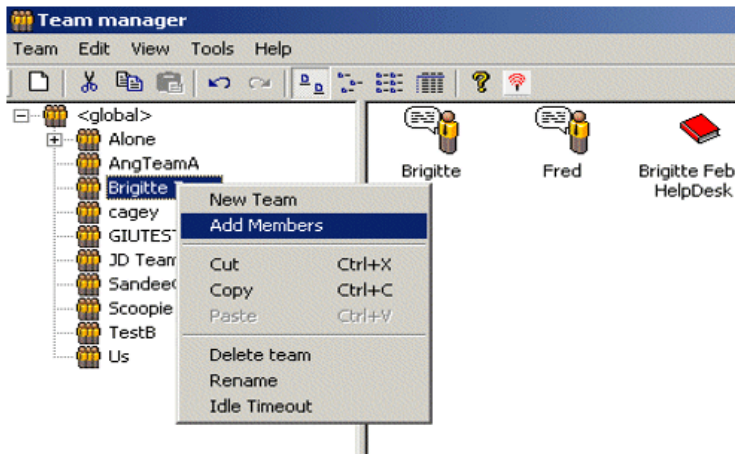 Team manager
Team Edit View Tools Help
<global>
Alone
AngTeamA
Brigitte
cagey
GIUTEST
JD Team
Sandee
Scoopie
TestB
Us
New Team
Add Members
Cut Ctrl+X
Copy Ctrl+C
Paste Ctrl+V
Delete team
Rename
Idle Timeout
Brigitte
Fred
Brigitte Feb
HelpDesk